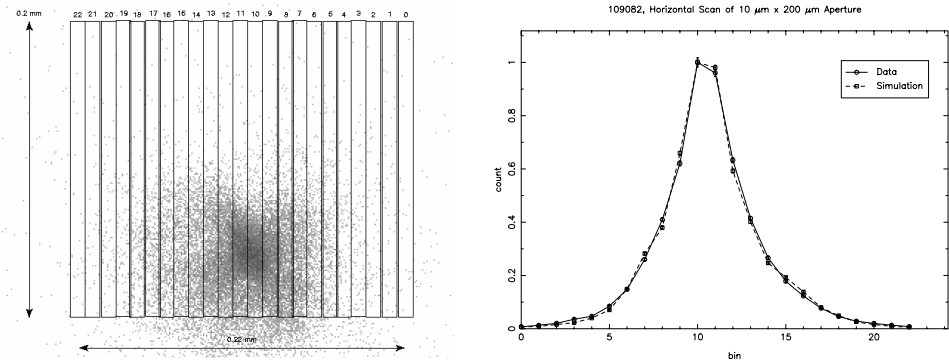 0.2 mm
22 21 20 19 18 17 16 15 14 13 12 11 10 9 8 7 6 5 4 3 2 1 0
0.22 mm
109082, Horizontal Scan of 10 μm x 200 μm Aperture
Data
Simulation
count
1
0.8
0.6
0.4
0.2
0
0 5 10 15 20
bin